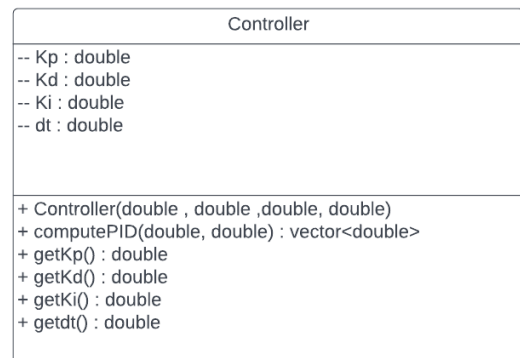 Controller
-- Kp : double
-- Kd : double
-- Ki : double
-- dt : double
+ Controller(double , double ,double, double)
+ computePID(double, double) : vector<double>
+ getKp() : double
+ getKd() : double
+ getKi() : double
+ getdt() : double